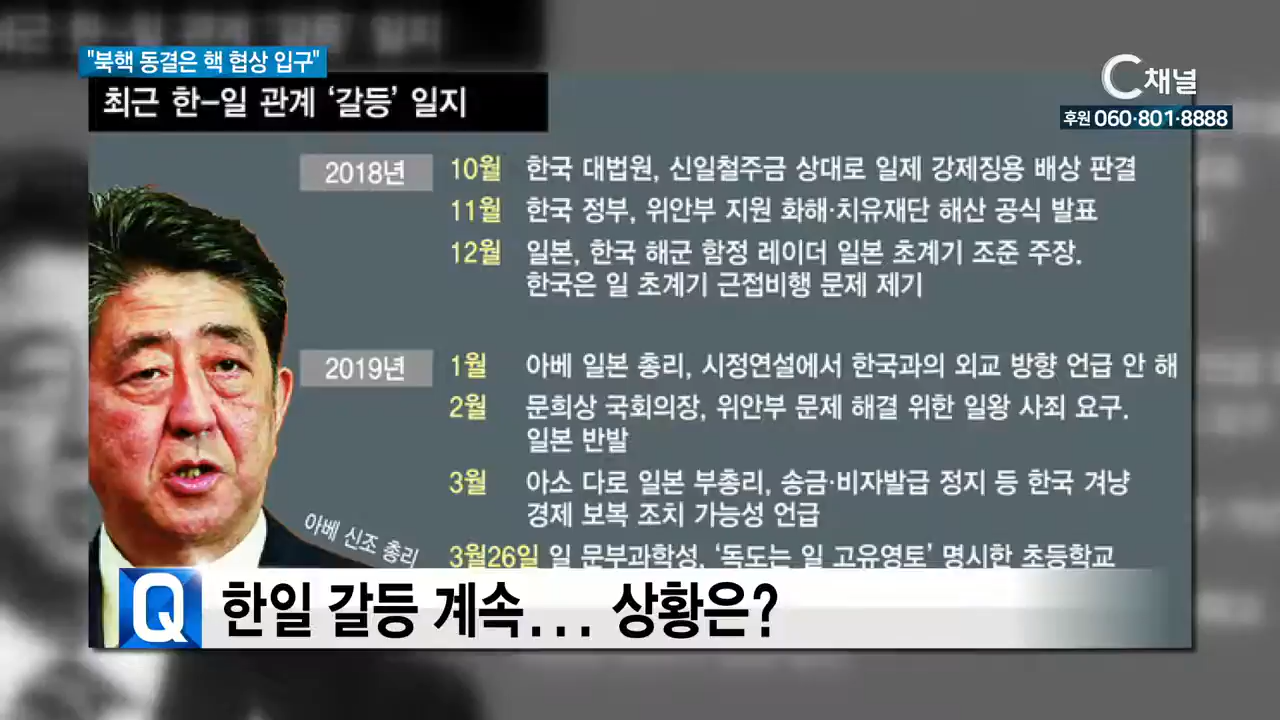 "북핵 동결은 핵 협상 입구"
C채널
후원 060·801·8888
최근 한-일 관계 '갈등' 일지
2018년
10월 한국 대법원, 신일철주금 상대로 일제 강제징용 배상 판결
11월 한국 정부, 위안부 지원 화해·치유재단 해산 공식 발표
12월 일본, 한국 해군 함정 레이더 일본 초계기 조준 주장.
한국은 일 초계기 근접비행 문제 제기
2019년
1월 아베 일본 총리, 시정연설에서 한국과의 외교 방향 언급 안 해
2월 문희상 국회의장, 위안부 문제 해결 위한 일왕 사죄 요구.
일본 반발
3월 아소 다로 일본 부총리, 송금·비자발급 정지 등 한국 겨냥
경제 보복 조치 가능성 언급
아베 신조 총리
3월26일 일 문부과학성, '독도는 일 고유영토' 명시한 초등학교
Q 한일 갈등 계속... 상황은?